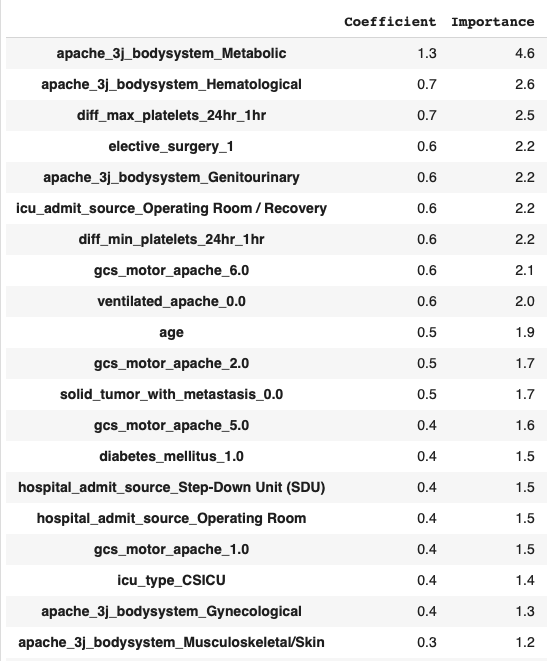 Coefficient Importance
apache_3j_bodysystem_Metabolic 1.3 4.6
apache_3j_bodysystem_Hematological 0.7 2.6
diff_max_platelets_24hr_1hr 0.7 2.5
elective_surgery_1 0.6 2.2
apache_3j_bodysystem_Genitourinary 0.6 2.2
icu_admit_source_Operating Room / Recovery 0.6 2.2
diff_min_platelets_24hr_1hr 0.6 2.2
gcs_motor_apache_6.0 0.6 2.1
ventilated_apache_0.0 0.6 2.0
age 0.5 1.9
gcs_motor_apache_2.0 0.5 1.7
solid_tumor_with_metastasis_0.0 0.5 1.7
gcs_motor_apache_5.0 0.4 1.6
diabetes_mellitus_1.0 0.4 1.5
hospital_admit_source_Step-Down Unit (SDU) 0.4 1.5
hospital_admit_source_Operating Room 0.4 1.5
gcs_motor_apache_1.0 0.4 1.5
icu_type_CSICU 0.4 1.4
apache_3j_bodysystem_Gynecological 0.4 1.3
apache_3j_bodysystem_Musculoskeletal/Skin 0.3 1.2